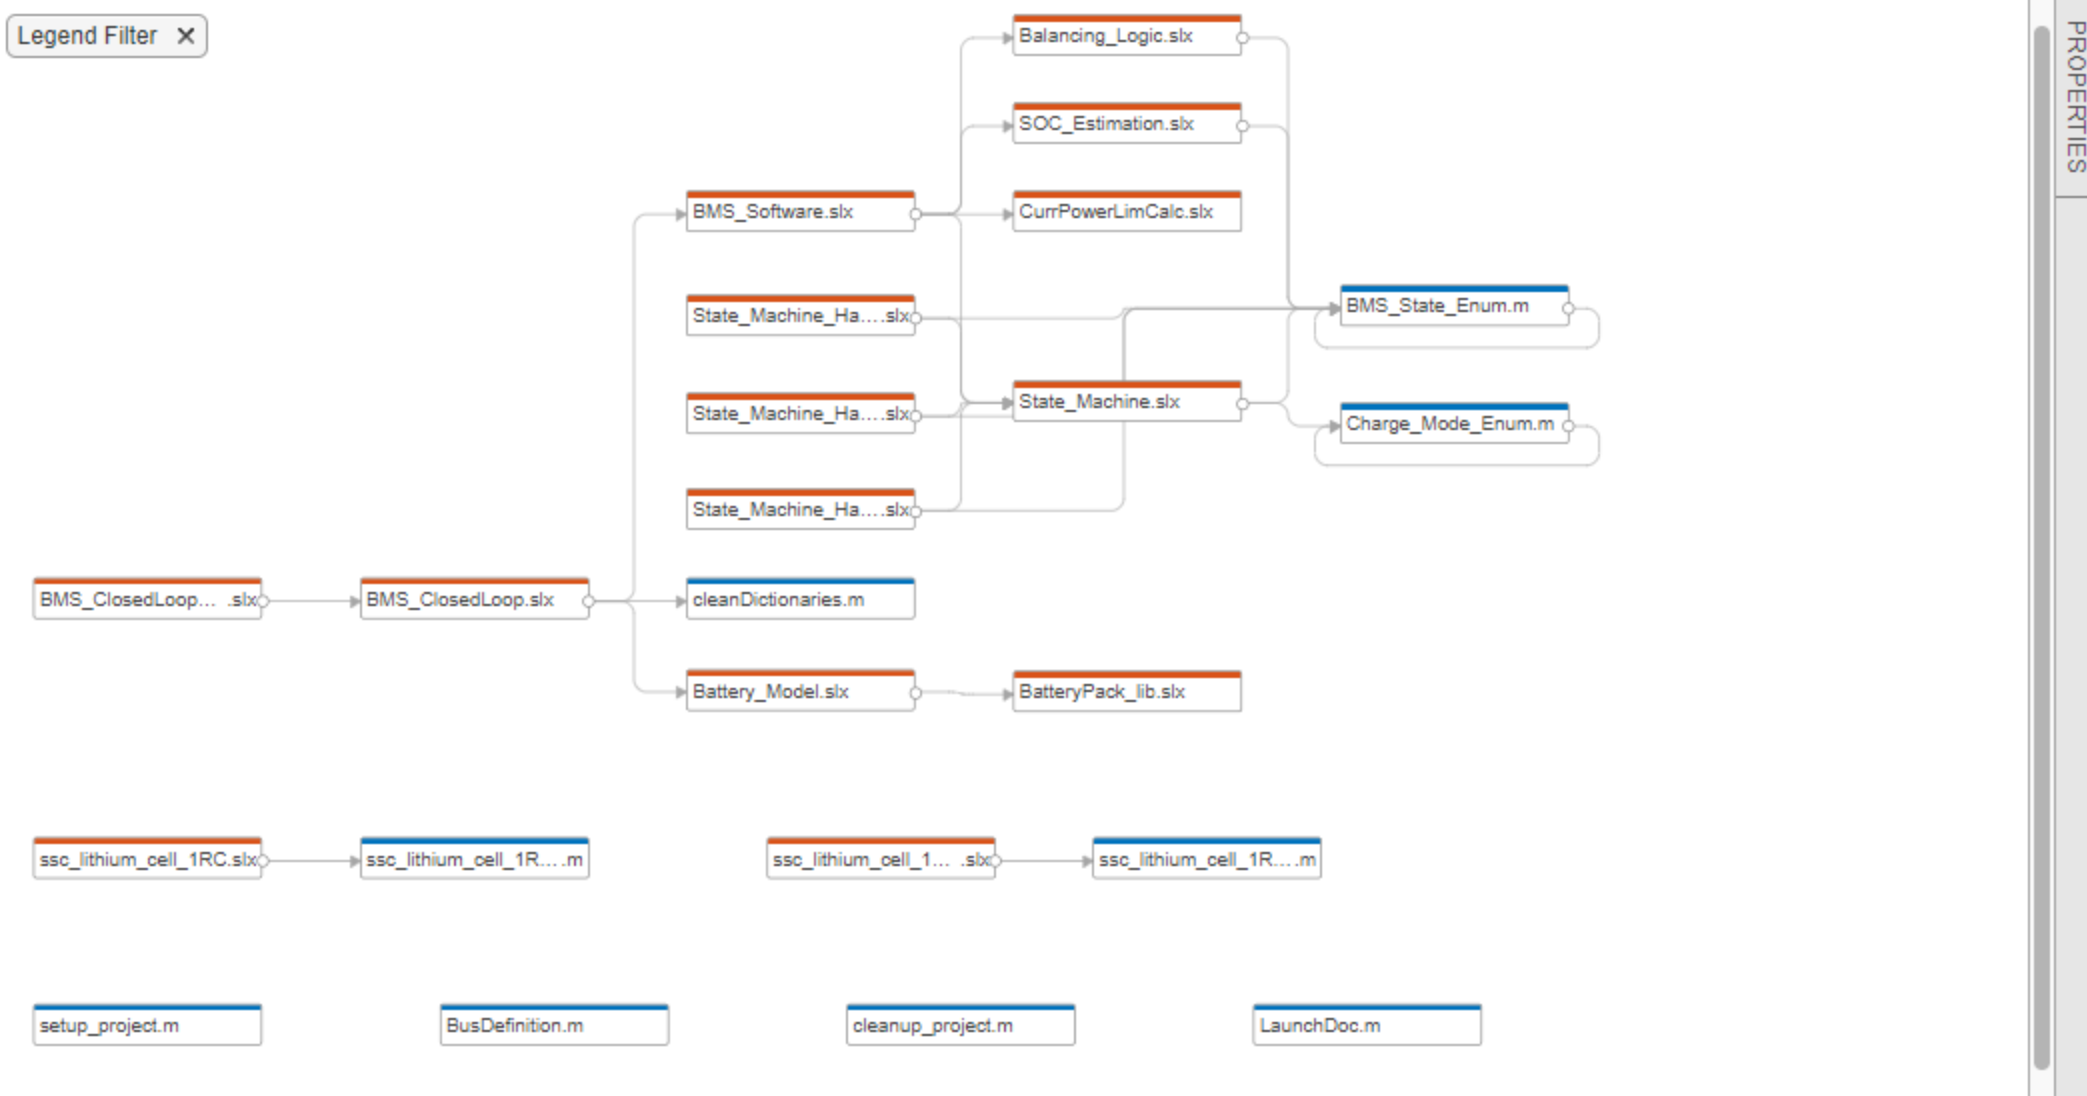 Legend Filter ✕
PROPERTIES
Balancing_Logic.slx
SOC_Estimation.slx
BMS_Software.slx
CurrPowerLimCalc.slx
State_Machine_Ha....slx
BMS_State_Enum.m
State_Machine_Ha....slx
State_Machine.slx
Charge_Mode_Enum.m
State_Machine_Ha....slx
BMS_ClosedLoop... .slx
BMS_ClosedLoop.slx
cleanDictionaries.m
Battery_Model.slx
BatteryPack_lib.slx
ssc_lithium_cell_1RC.slx
ssc_lithium_cell_1R....m
ssc_lithium_cell_1... .slx
ssc_lithium_cell_1R....m
setup_project.m
BusDefinition.m
cleanup_project.m
LaunchDoc.m